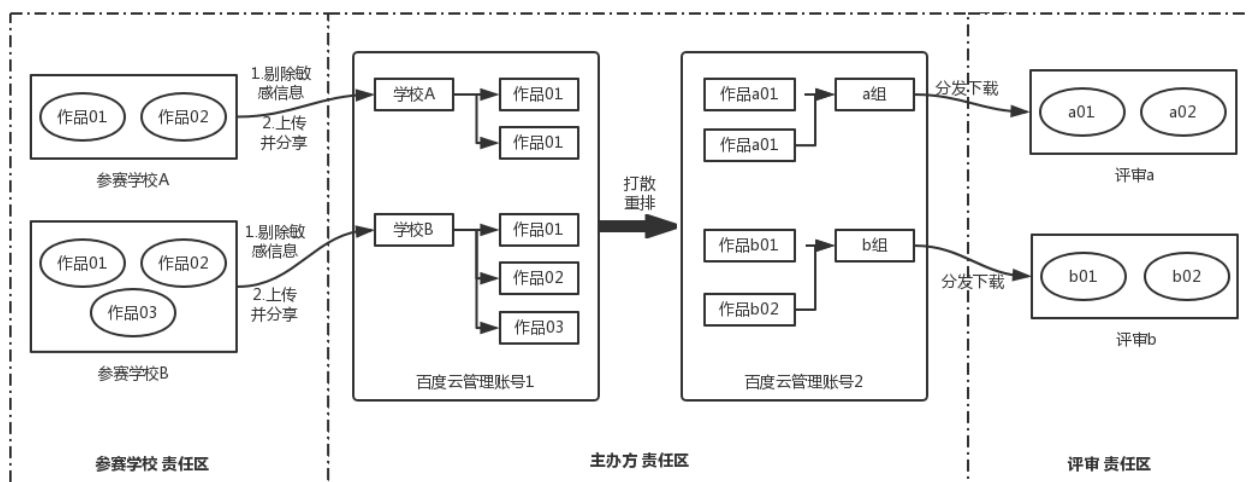 作品01
作品02
参赛学校A
1.剔除敏
感信息
2.上传
并分享
作品01
作品02
作品03
参赛学校B
1.剔除敏
感信息
2.上传
并分享
参赛学校 责任区
学校A
作品01
作品01
学校B
作品01
作品02
作品03
百度云管理账号1
打散
重排
作品a01
作品a01
a组
作品b01
作品b02
b组
百度云管理账号2
主办方 责任区
分发下载
a01
a02
评审a
分发下载
b01
b02
评审b
评审 责任区